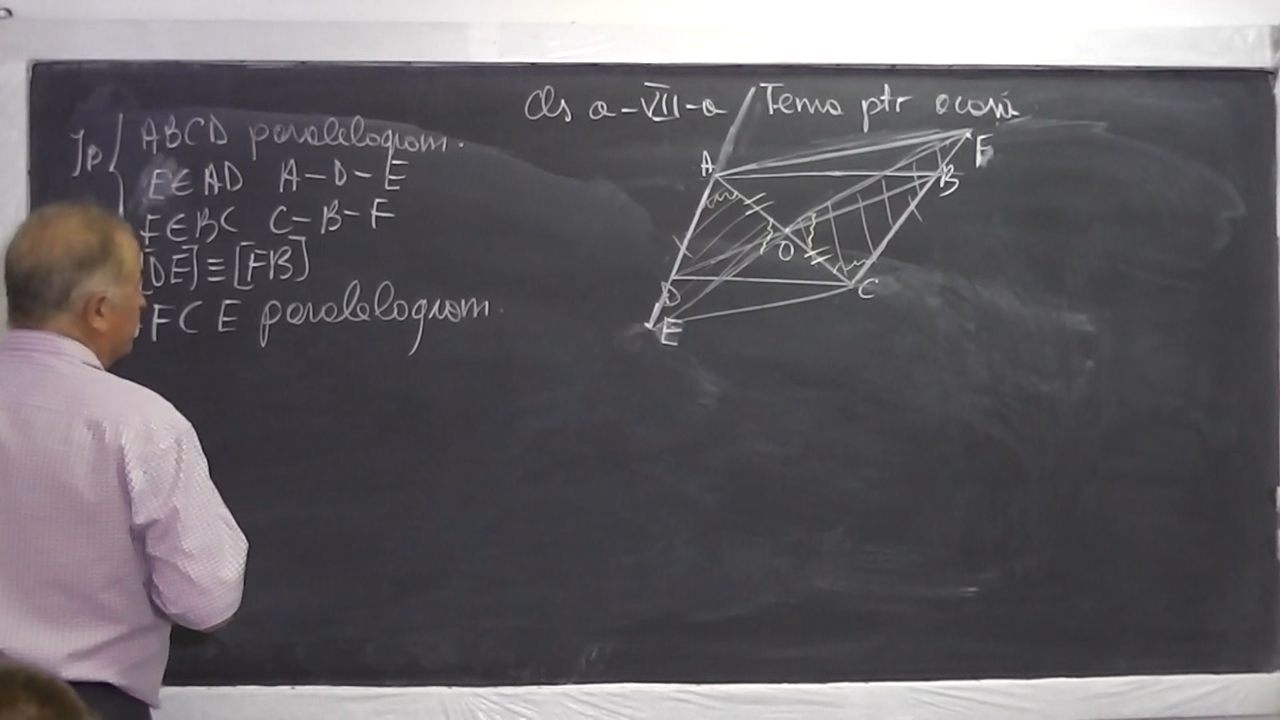 Cls a-VII-a / Tema ptr acasă
Ip { ABCD paralelogram.
E∈AD A-D-E
F∈BC C-B-F
[DE]≡[FB]
FCE paralelogram.
A
F
B
O
D
C
E